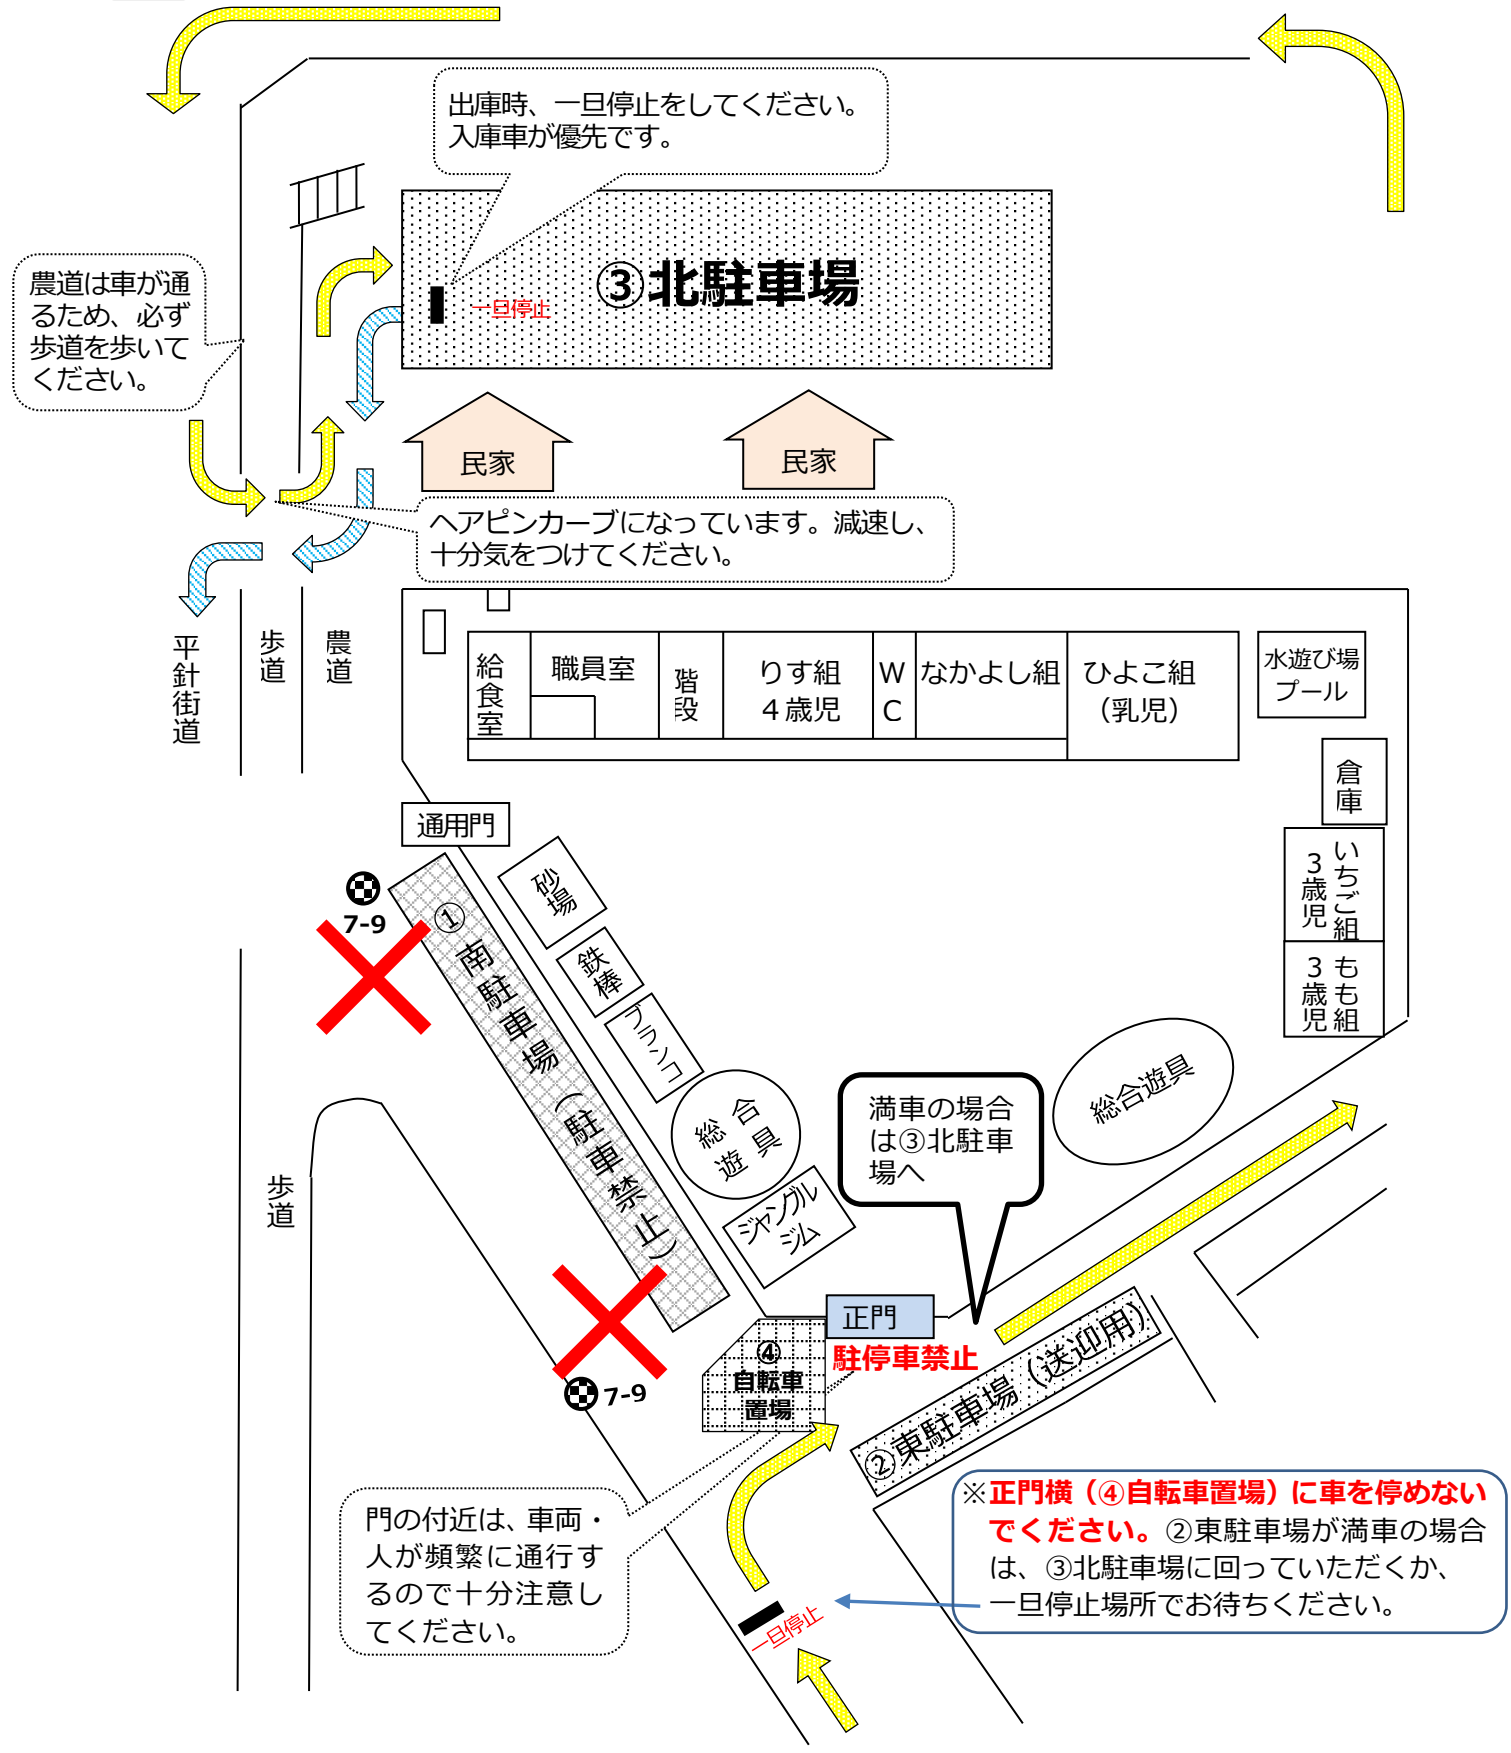 出庫時、一旦停止をしてください。
入庫車が優先です。
③北駐車場
一旦停止
農道は車が通
るため、必ず
歩道を歩いて
ください。
民家
民家
ヘアピンカーブになっています。減速し、
十分気をつけてください。
平針街道
歩道
農道
給食室
職員室
階段
りす組
４歳児
WC
なかよし組
ひよこ組
（乳児）
水遊び場
プール
倉庫
いちご組
３歳児
もも組
３歳児
通用門
7-9
①南駐車場（駐車禁止）
砂場
鉄棒
ブランコ
総合
遊具
ジャングル
ジム
総合遊具
満車の場合
は③北駐車
場へ
歩道
正門
駐停車禁止
④
自転車
置場
7-9
②東駐車場（送迎用）
門の付近は、車両・
人が頻繁に通行す
るので十分注意し
てください。
※正門横（④自転車置場）に車を停めない
でください。②東駐車場が満車の場合
は、③北駐車場に回っていただくか、
一旦停止場所でお待ちください。
一旦停止